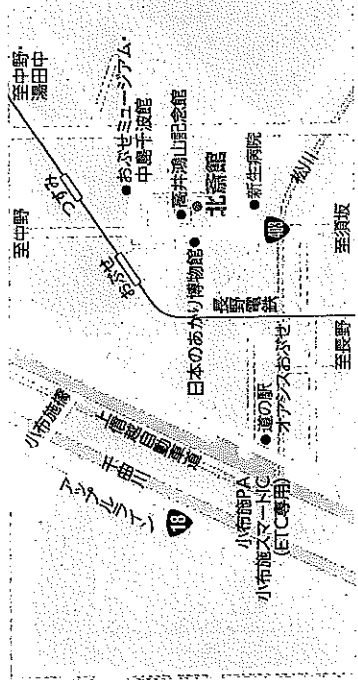 至中野・
湯田中
至中野
つすみ
おぶせ
おぶせミュージアム・
中島千波館
高井鴻山記念館
北斎館
新生病院
日本のあかり博物館
403
松川
至須坂
長野電鉄
至長野
小布施橋
上信越自動車道
千曲川
アップルライン
18
道の駅
オアシスおぶせ
小布施PA
小布施スマートIC
(ETC専用)